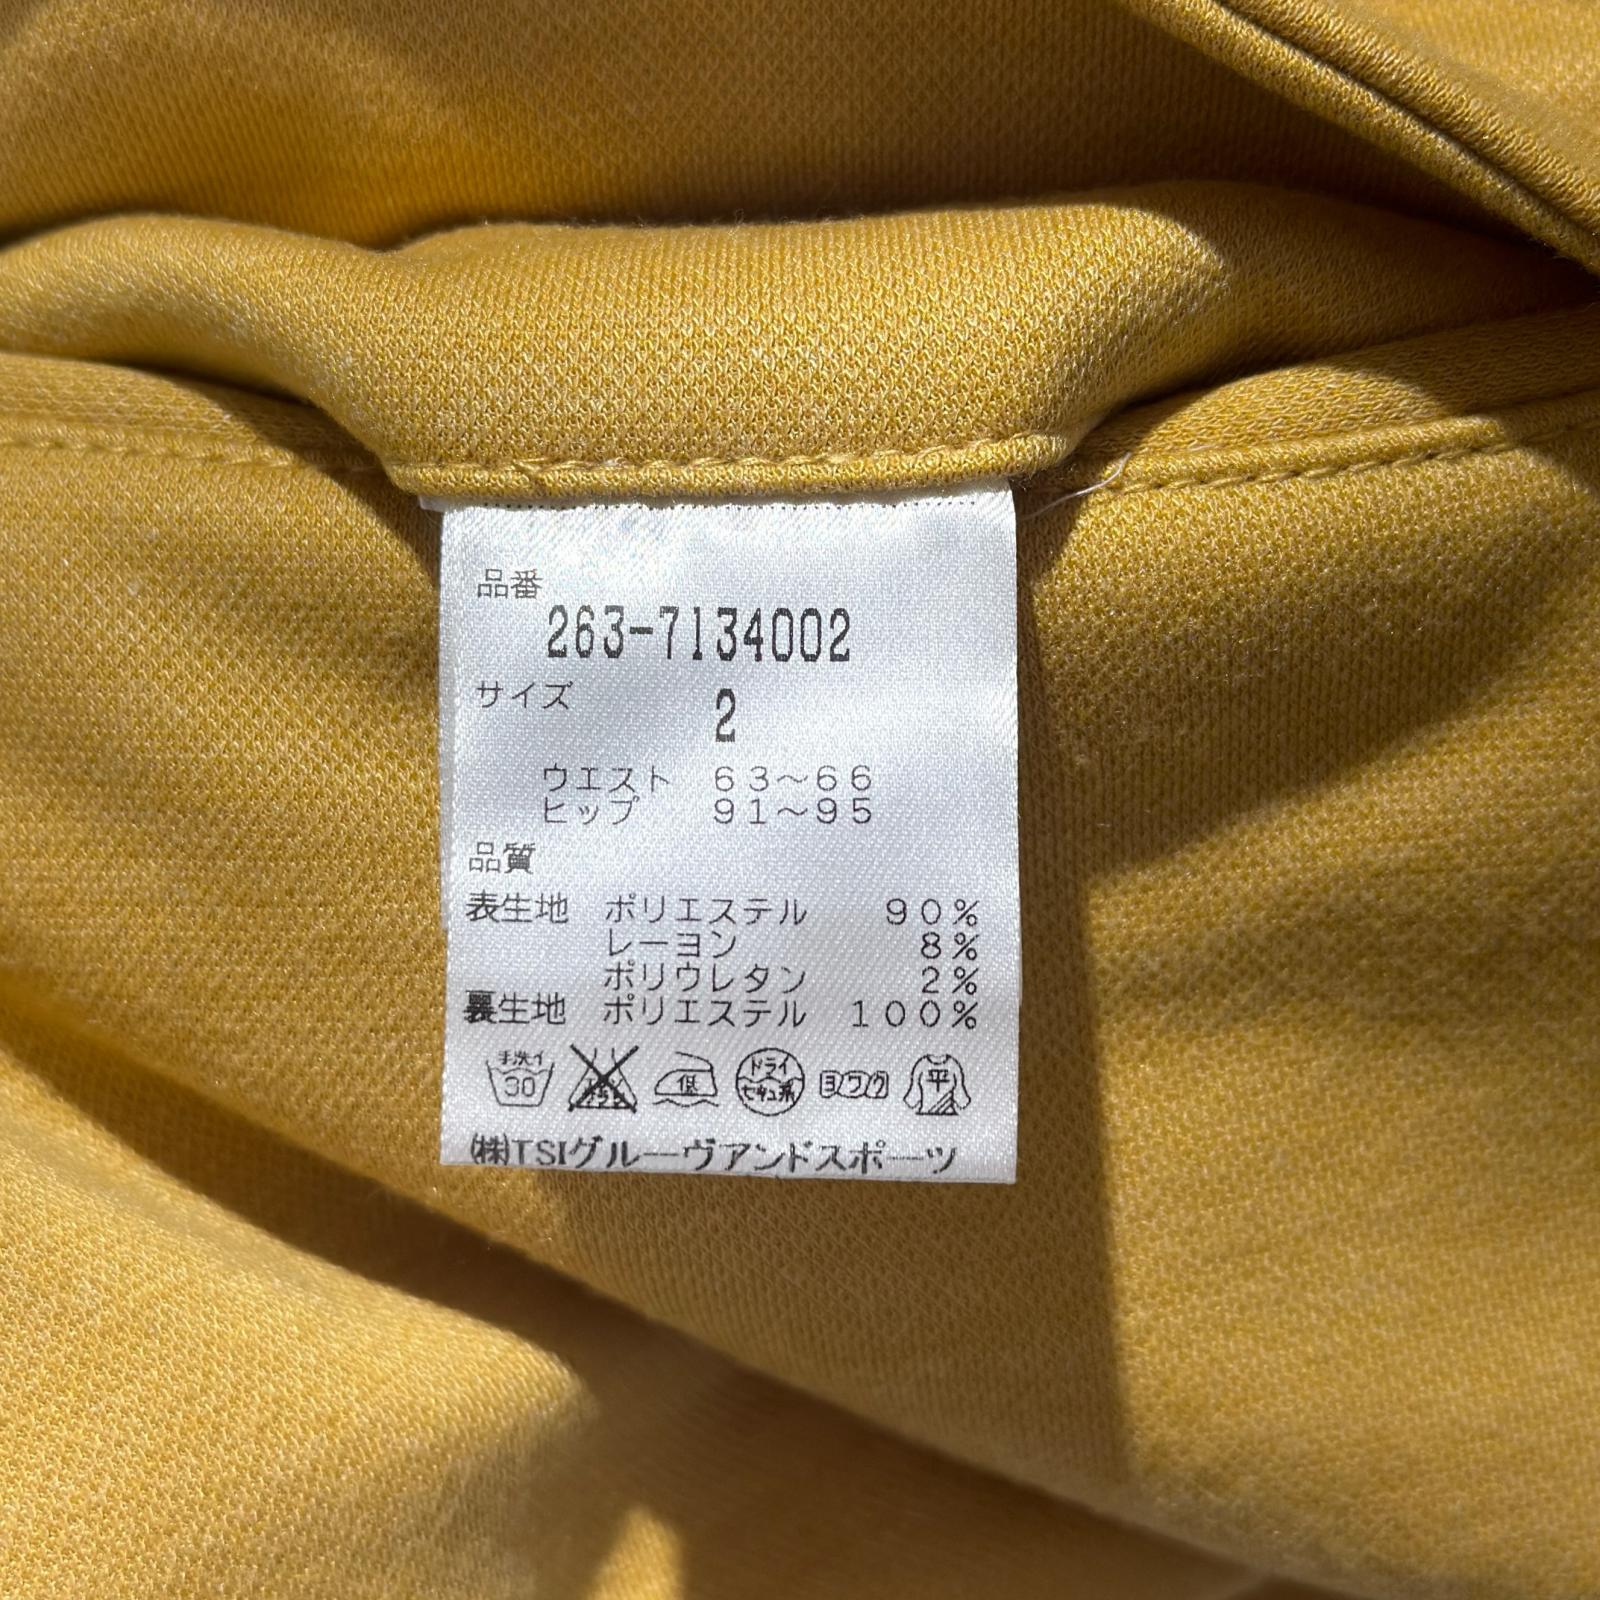 品番
263-7134002
サイズ 2
ウエスト 63～66
ヒップ 91～95
品質
表生地 ポリエステル 90%
レーヨン 8%
ポリウレタン 2%
裏生地 ポリエステル 100%
手洗イ 30 低 ドライ セキュ系 ヨワク 平
㈱TSIグルーヴアンドスポーツ